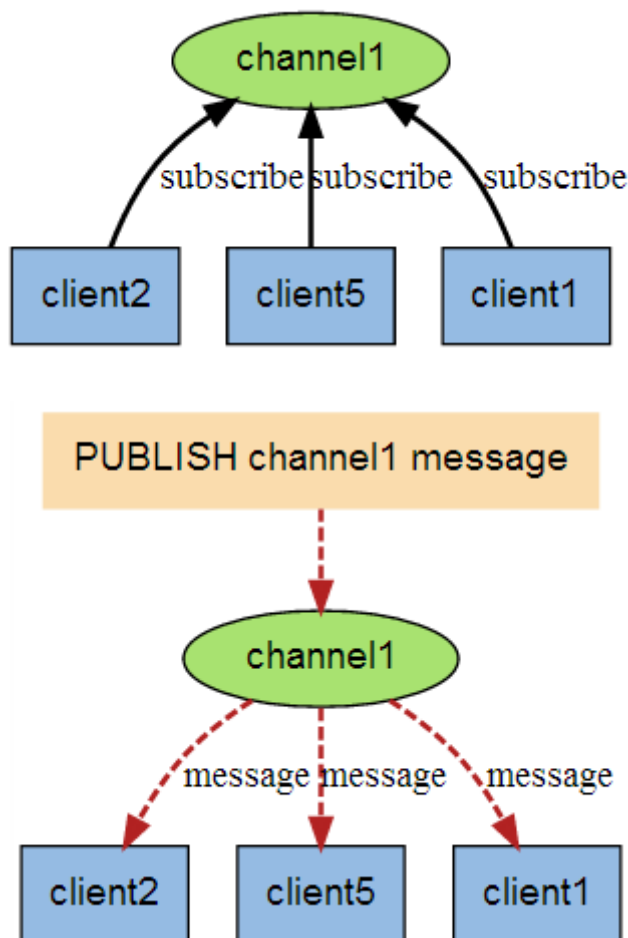 channel1
subscribe subscribe subscribe
client2 client5 client1
PUBLISH channel1 message
channel1
message message message
client2 client5 client1